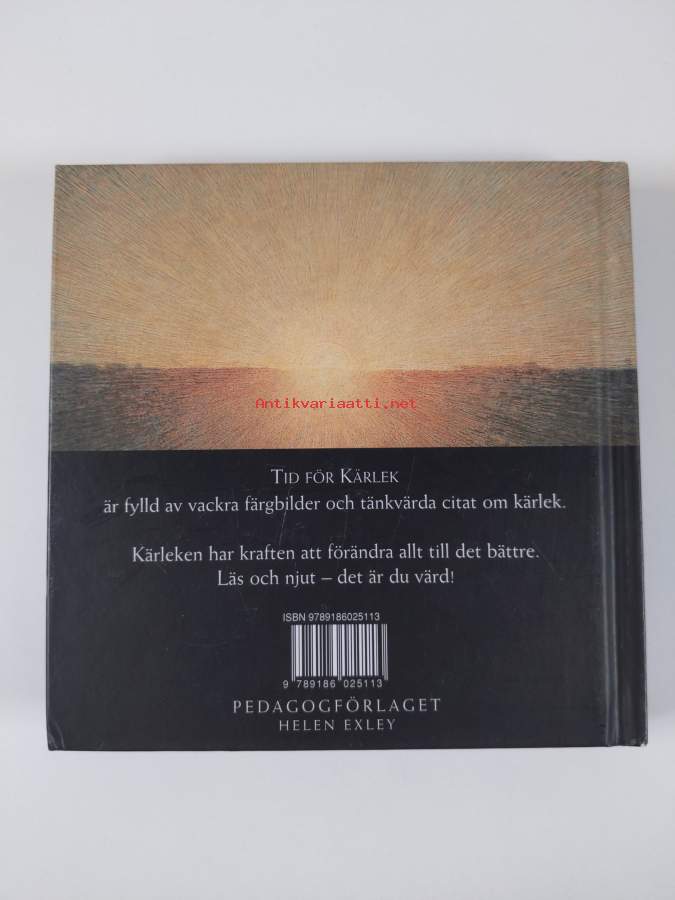 Antikvariaatti.net
TID FÖR KÄRLEK
är fylld av vackra färgbilder och tänkvärda citat om kärlek.
Kärleken har kraften att förändra allt till det bättre.
Läs och njut – det är du värd!
ISBN 9789186025113
9 789186 025113
PEDAGOGFÖRLAGET
HELEN EXLEY